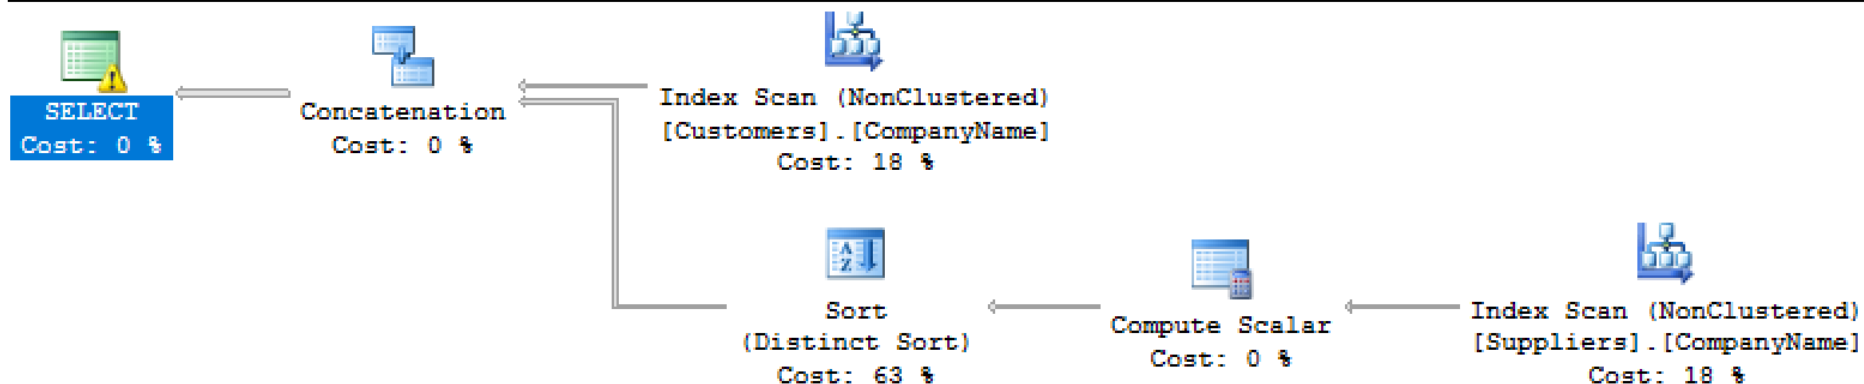 SELECT
Cost: 0 %
Concatenation
Cost: 0 %
Index Scan (NonClustered)
[Customers].[CompanyName]
Cost: 18 %
Sort
(Distinct Sort)
Cost: 63 %
Compute Scalar
Cost: 0 %
Index Scan (NonClustered)
[Suppliers].[CompanyName]
Cost: 18 %